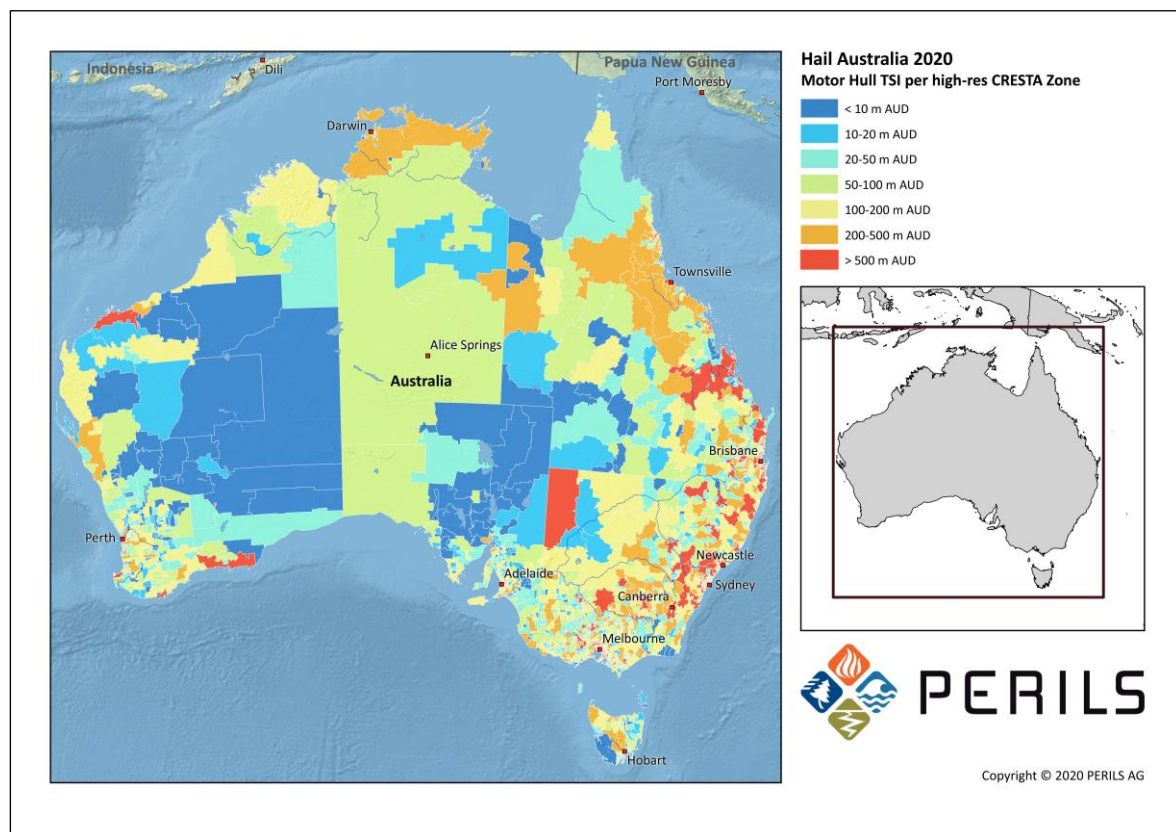 Indonesia
Dili
Papua New Guinea
Port Moresby
Darwin
Townsville
Alice Springs
Australia
Brisbane
Perth
Newcastle
Adelaide
Sydney
Canberra
Melbourne
Hobart
Hail Australia 2020
Motor Hull TSI per high-res CRESTA Zone
< 10 m AUD
10-20 m AUD
20-50 m AUD
50-100 m AUD
100-200 m AUD
200-500 m AUD
> 500 m AUD
PERILS
Copyright © 2020 PERILS AG